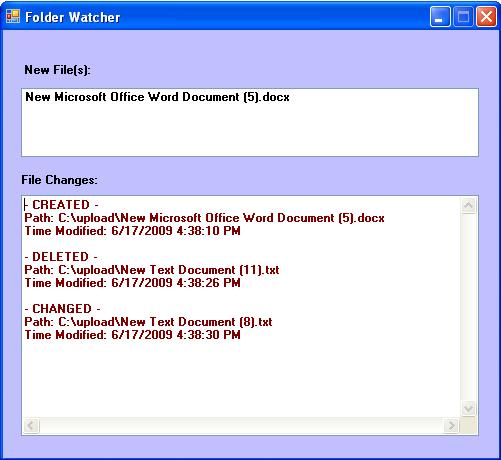 Folder Watcher
New File(s):
New Microsoft Office Word Document (5).docx
File Changes:
- CREATED -
Path: C:\upload\New Microsoft Office Word Document (5).docx
Time Modified: 6/17/2009 4:38:10 PM
- DELETED -
Path: C:\upload\New Text Document (11).txt
Time Modified: 6/17/2009 4:38:26 PM
- CHANGED -
Path: C:\upload\New Text Document (8).txt
Time Modified: 6/17/2009 4:38:30 PM